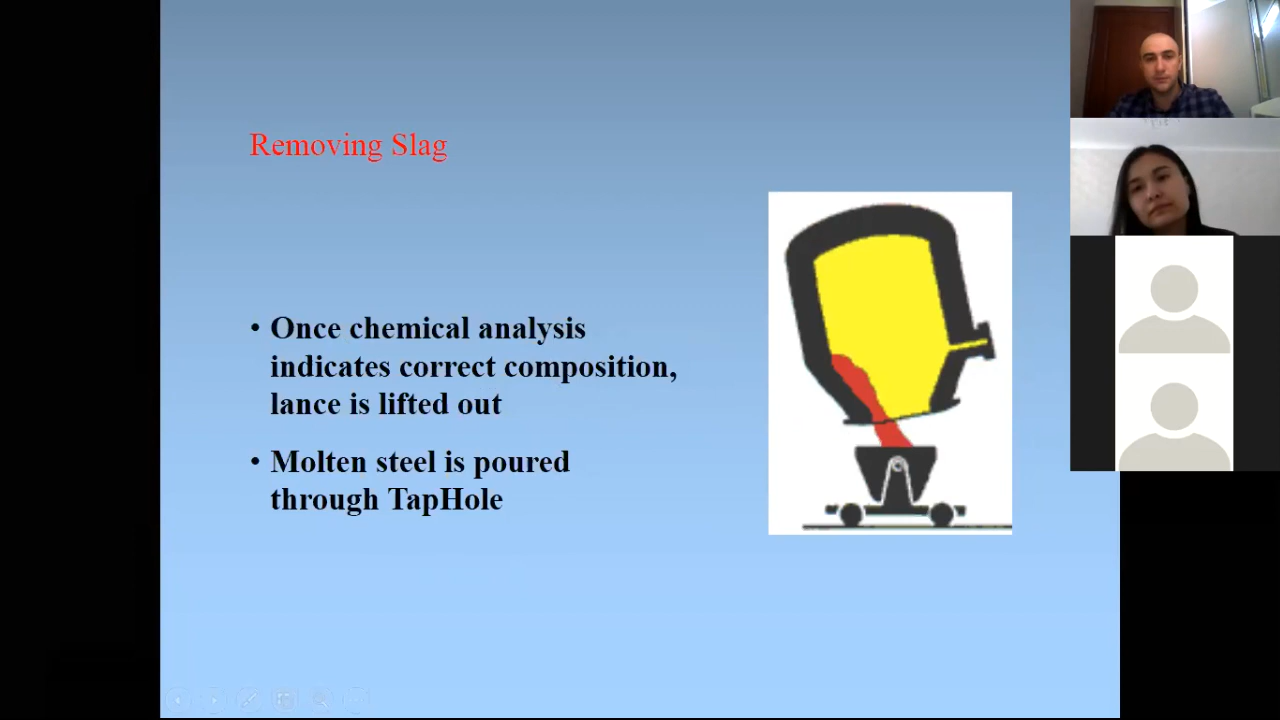 Removing Slag
• Once chemical analysis
indicates correct composition,
lance is lifted out
• Molten steel is poured
through TapHole